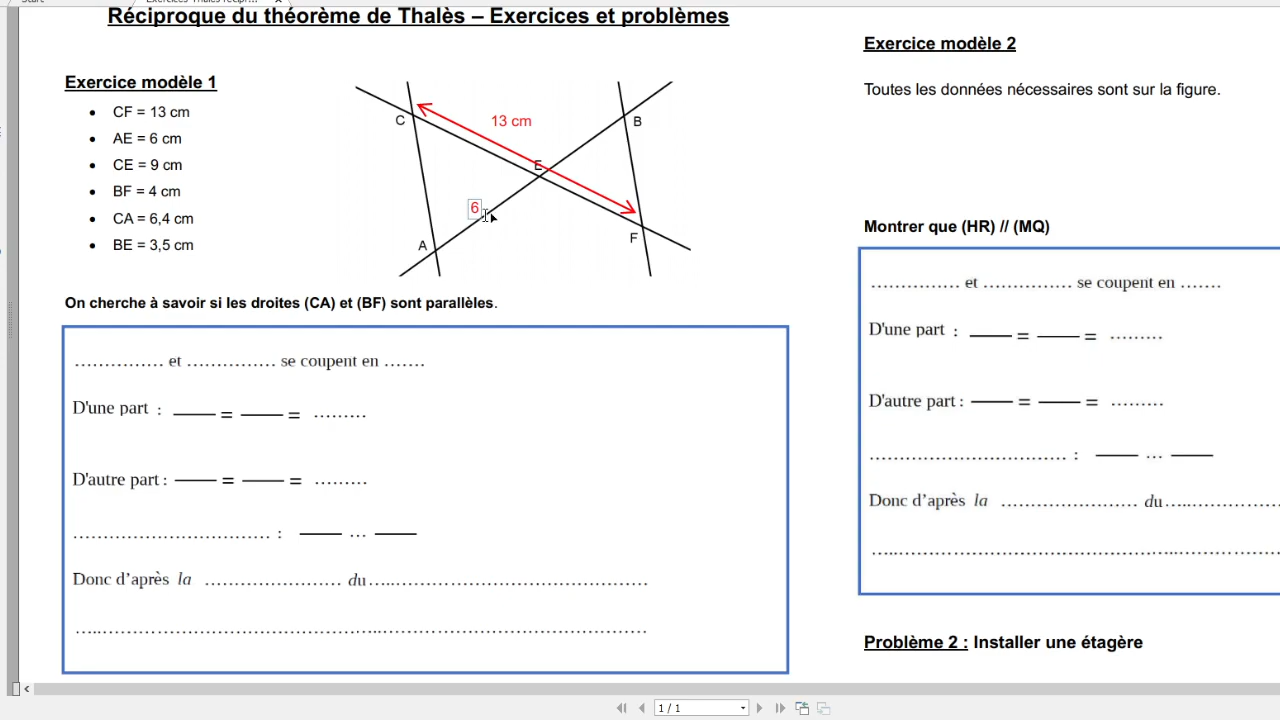 Réciproque du théorème de Thalès – Exercices et problèmes
Exercice modèle 1
• CF = 13 cm
• AE = 6 cm
• CE = 9 cm
• BF = 4 cm
• CA = 6,4 cm
• BE = 3,5 cm
C
13 cm
B
E
6
A
F
On cherche à savoir si les droites (CA) et (BF) sont parallèles.
…………… et …………… se coupent en …….
D'une part : —— = —— = ………
D'autre part : —— = —— = ………
…………………………… : —— … ——
Donc d’après la …………………… du…..……………………………………
…..……………………………………..……………………………………
Exercice modèle 2
Toutes les données nécessaires sont sur la figure.
Montrer que (HR) // (MQ)
…………… et …………… se coupent en …….
D'une part : —— = —— = ………
D'autre part : —— = —— = ………
…………………………… : —— … ——
Donc d’après la …………………… du…..……………
…..……………………………………..………………
Problème 2 : Installer une étagère
1 / 1